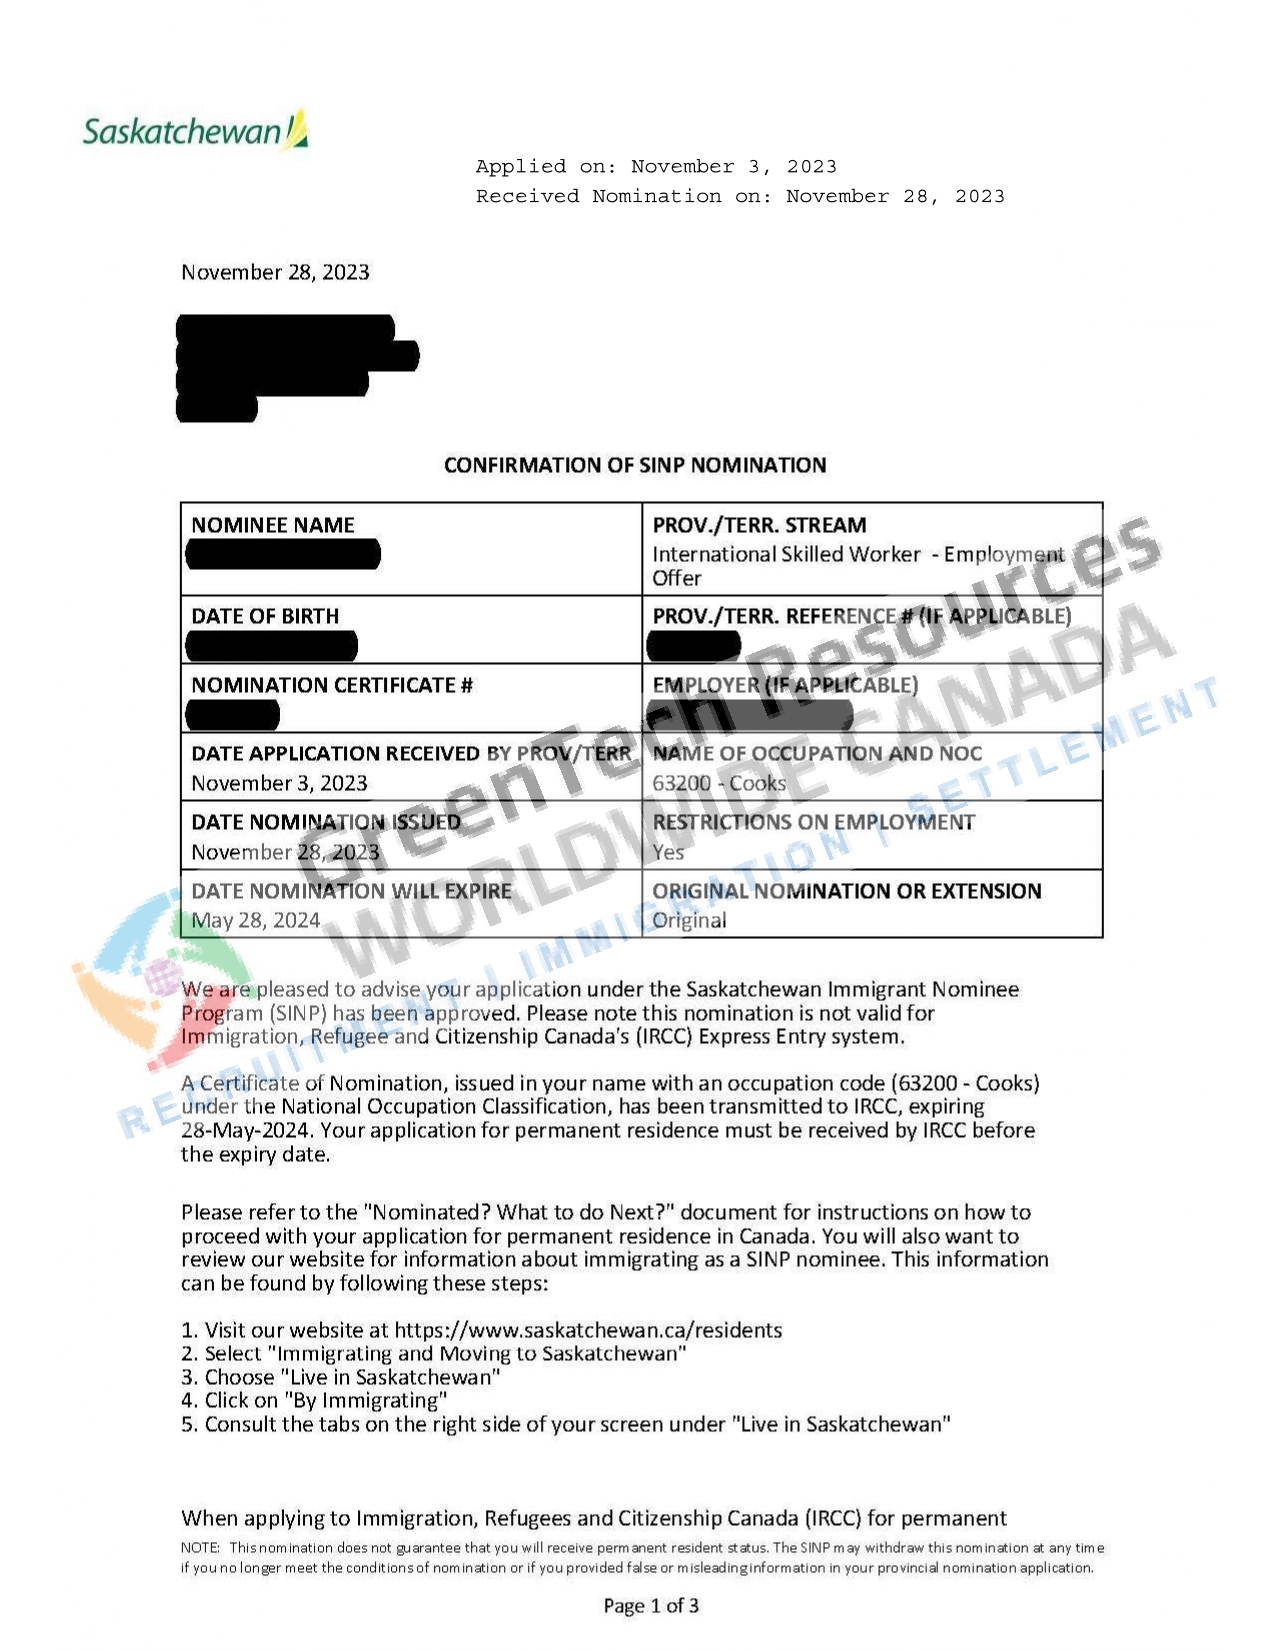 Saskatchewan
Applied on: November 3, 2023
Received Nomination on: November 28, 2023
November 28, 2023
CONFIRMATION OF SINP NOMINATION
NOMINEE NAME
PROV./TERR. STREAM
International Skilled Worker - Employment
Offer
DATE OF BIRTH
PROV./TERR. REFERENCE # (IF APPLICABLE)
NOMINATION CERTIFICATE #
EMPLOYER (IF APPLICABLE)
DATE APPLICATION RECEIVED BY PROV/TERR
November 3, 2023
NAME OF OCCUPATION AND NOC
63200 - Cooks
DATE NOMINATION ISSUED
November 28, 2023
RESTRICTIONS ON EMPLOYMENT
Yes
DATE NOMINATION WILL EXPIRE
May 28, 2024
ORIGINAL NOMINATION OR EXTENSION
Original
GreenTech Resources
WORLDWIDE CANADA
RECRUITMENT | IMMIGRATION | SETTLEMENT
We are pleased to advise your application under the Saskatchewan Immigrant Nominee
Program (SINP) has been approved. Please note this nomination is not valid for
Immigration, Refugee and Citizenship Canada's (IRCC) Express Entry system.
A Certificate of Nomination, issued in your name with an occupation code (63200 - Cooks)
under the National Occupation Classification, has been transmitted to IRCC, expiring
28-May-2024. Your application for permanent residence must be received by IRCC before
the expiry date.
Please refer to the "Nominated? What to do Next?" document for instructions on how to
proceed with your application for permanent residence in Canada. You will also want to
review our website for information about immigrating as a SINP nominee. This information
can be found by following these steps:
1. Visit our website at https://www.saskatchewan.ca/residents
2. Select "Immigrating and Moving to Saskatchewan"
3. Choose "Live in Saskatchewan"
4. Click on "By Immigrating"
5. Consult the tabs on the right side of your screen under "Live in Saskatchewan"
When applying to Immigration, Refugees and Citizenship Canada (IRCC) for permanent
NOTE: This nomination does not guarantee that you will receive permanent resident status. The SINP may withdraw this nomination at any time
if you no longer meet the conditions of nomination or if you provided false or misleading information in your provincial nomination application.
Page 1 of 3